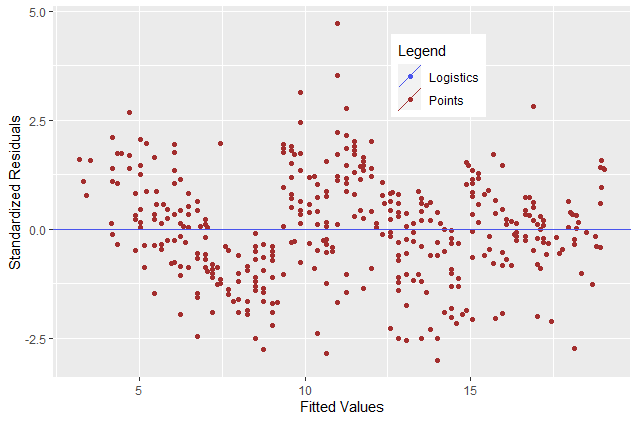 5.0
2.5
0.0
-2.5
Standardized Residuals
Legend
Logistics
Points
5
10
15
Fitted Values